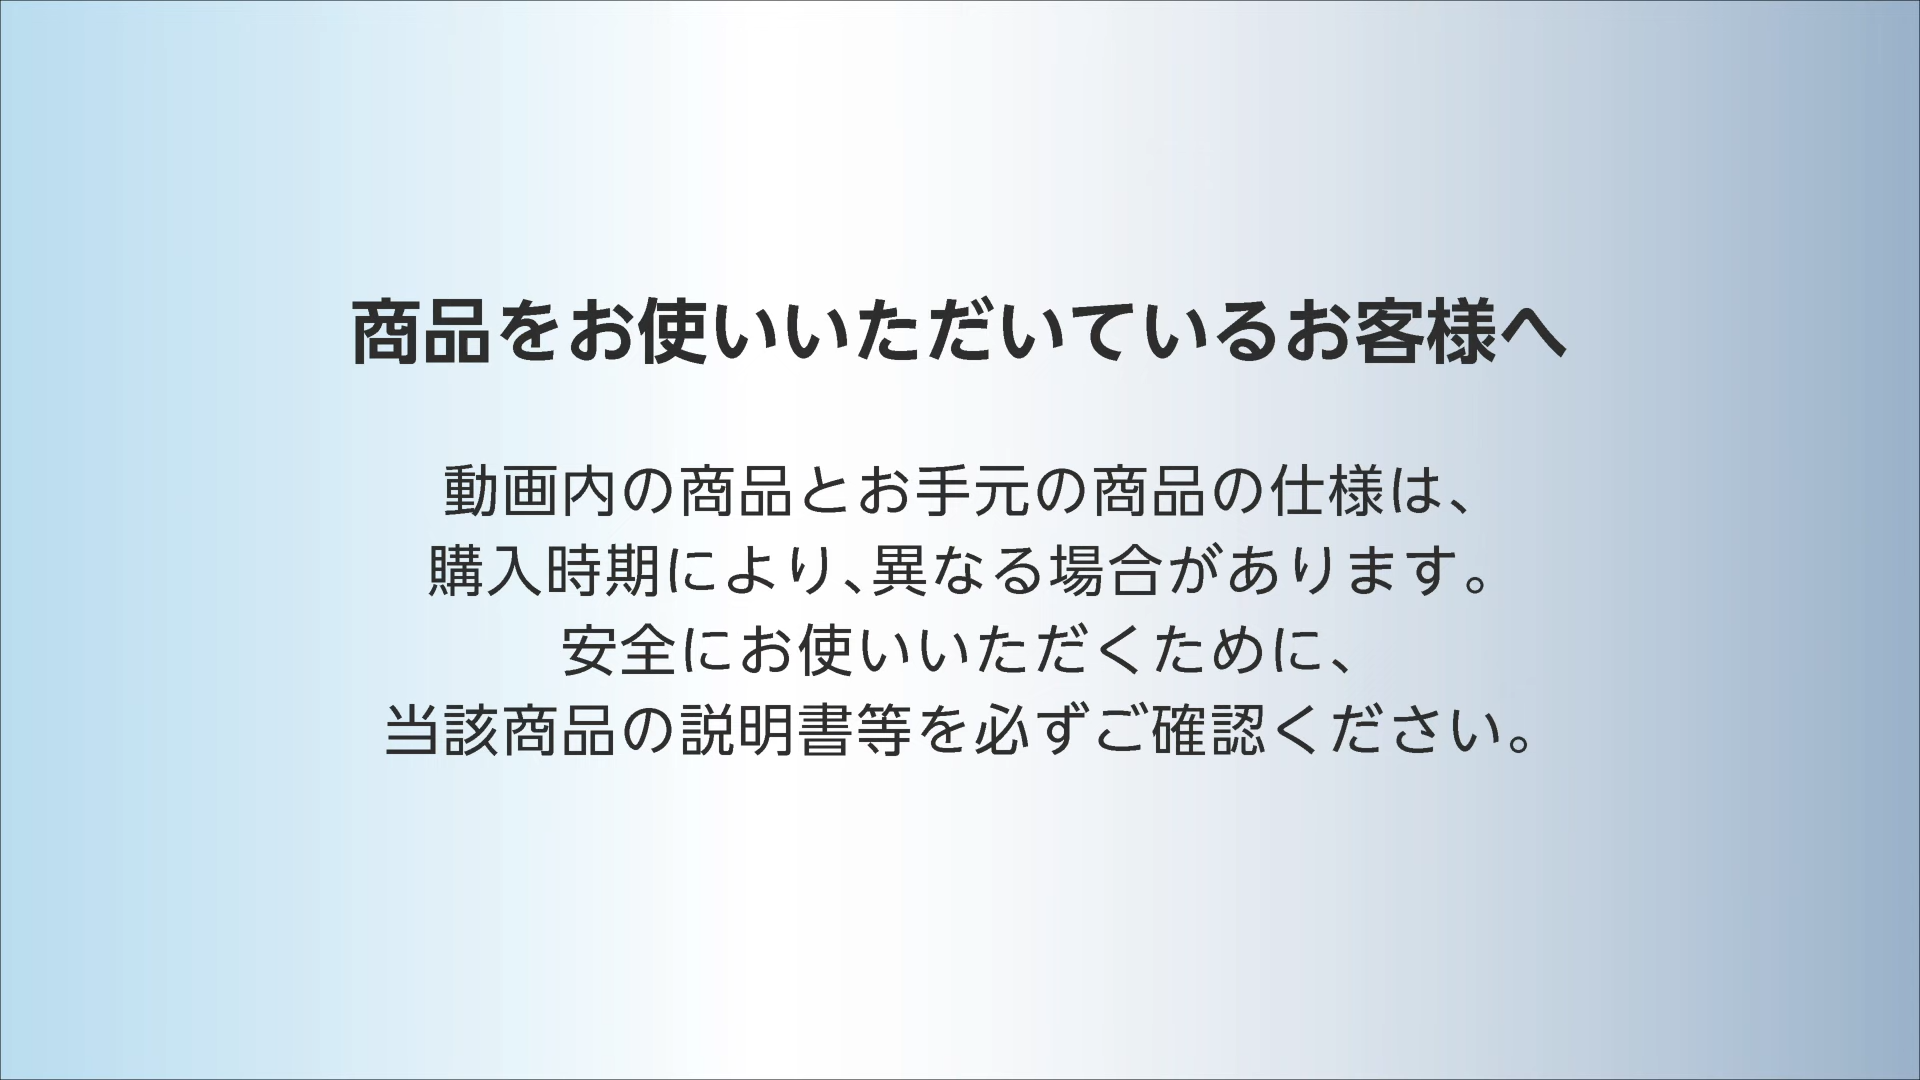 商品をお使いいただいているお客様へ
動画内の商品とお手元の商品の仕様は、
購入時期により、異なる場合があります。
安全にお使いいただくために、
当該商品の説明書等を必ずご確認ください。